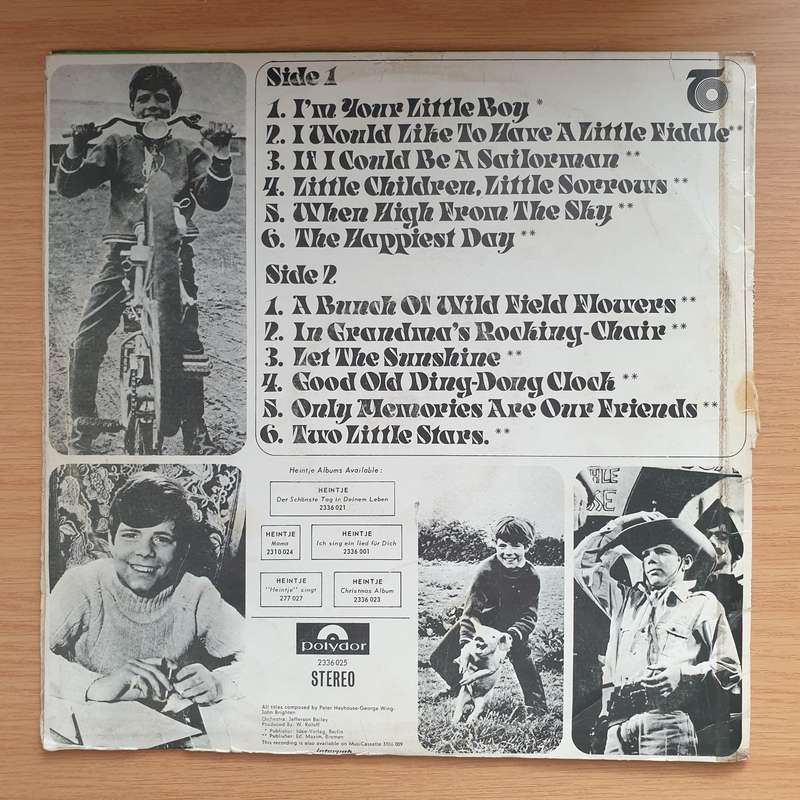 Side 1
1. I'm Your Little Boy *
2. I Would Like To Have A Little Fiddle **
3. If I Could Be A Sailorman **
4. Little Children, Little Sorrows **
5. When High From The Sky **
6. The Happiest Day **
Side 2
1. A Bunch Of Wild Field Flowers **
2. In Grandma's Rocking-Chair **
3. Let The Sunshine **
4. Good Old Ding-Dong Clock **
5. Only Memories Are Our Friends **
6. Two Little Stars. **
Heintje Albums Available:
HEINTJE
Der Schönste Tag in Deinem Leben
2336 021
HEINTJE
Mama
2310 024
HEINTJE
Ich sing ein lied für Dich
2336 001
HEINTJE
"Heintje" singt
277 027
HEINTJE
Christmas Album
2336 023
polydor
2336 025
STEREO
All titles composed by Peter Heyhouse-George Wing-
John Brighton.
Orchestra: Jefferson Bailey
Produced By: W. Roloff
* Publisher: Idee-Verlag, Berlin
** Publisher: Ed. Maxim, Bremen
This recording is also available on MusiCassette 3106 009
interpak